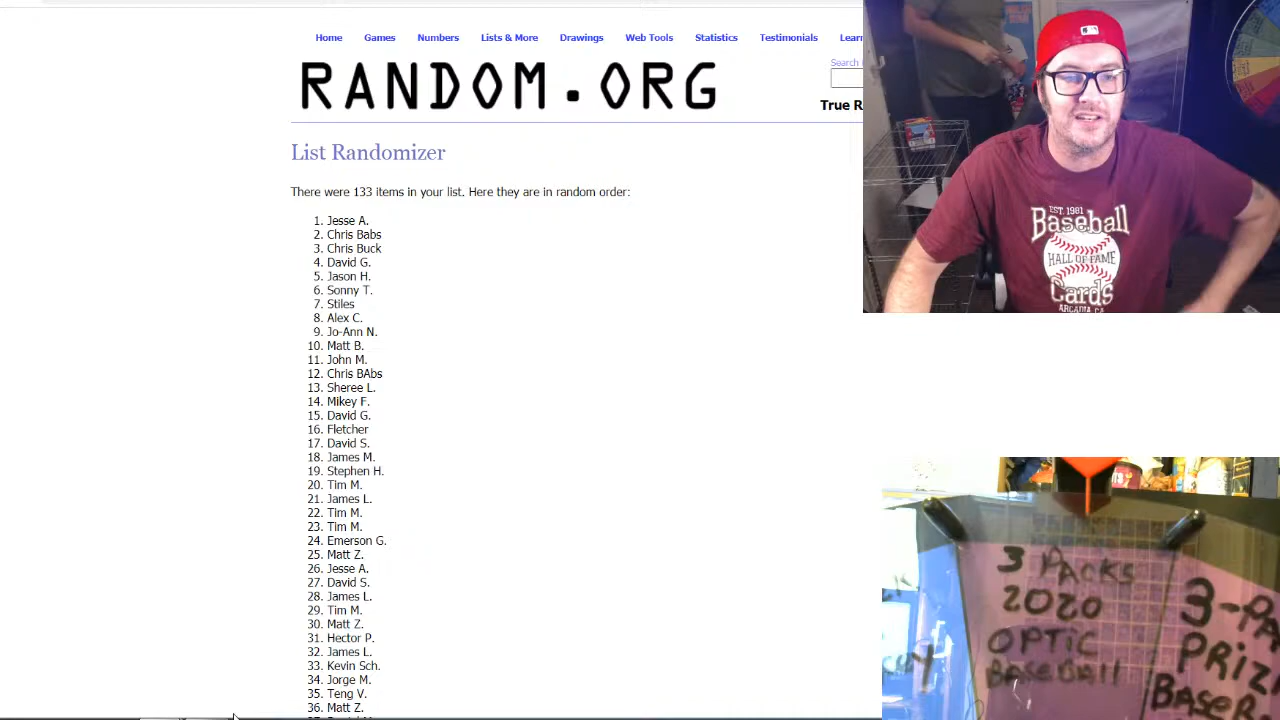 Home Games Numbers Lists & More Drawings Web Tools Statistics Testimonials Learn
RANDOM.ORG
Search
True R
List Randomizer
There were 133 items in your list. Here they are in random order:
1. Jesse A.
2. Chris Babs
3. Chris Buck
4. David G.
5. Jason H.
6. Sonny T.
7. Stiles
8. Alex C.
9. Jo-Ann N.
10. Matt B.
11. John M.
12. Chris BAbs
13. Sheree L.
14. Mikey F.
15. David G.
16. Fletcher
17. David S.
18. James M.
19. Stephen H.
20. Tim M.
21. James L.
22. Tim M.
23. Tim M.
24. Emerson G.
25. Matt Z.
26. Jesse A.
27. David S.
28. James L.
29. Tim M.
30. Matt Z.
31. Hector P.
32. James L.
33. Kevin Sch.
34. Jorge M.
35. Teng V.
36. Matt Z.
EST. 1981
Baseball
HALL OF FAME
Cards
ARCADIA, CA
3 PACKS
2020
OPTIC
BASEBALL
3-PA
PRIZ
BASEB